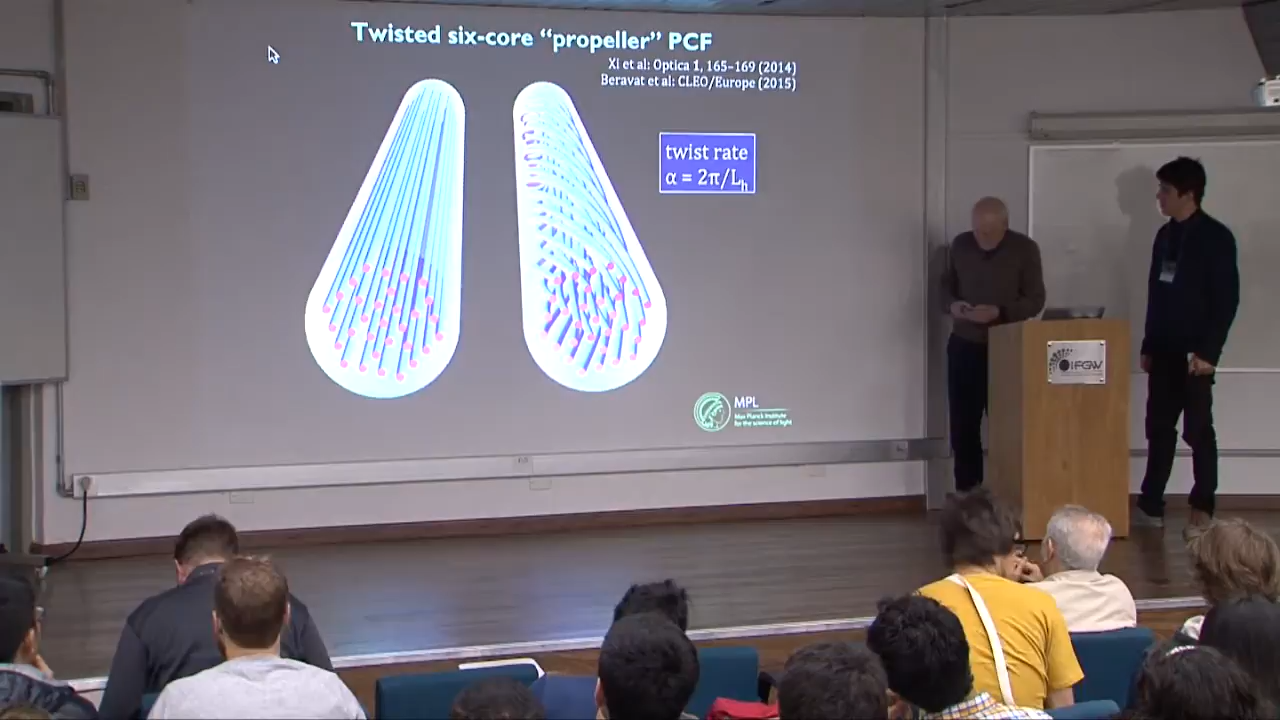 Twisted six-core “propeller” PCF
Xi et al: Optica 1, 165–169 (2014)
Beravat et al: CLEO/Europe (2015)
twist rate
α = 2π/Lh
MPL
Max Planck Institute
for the science of light
IFGW